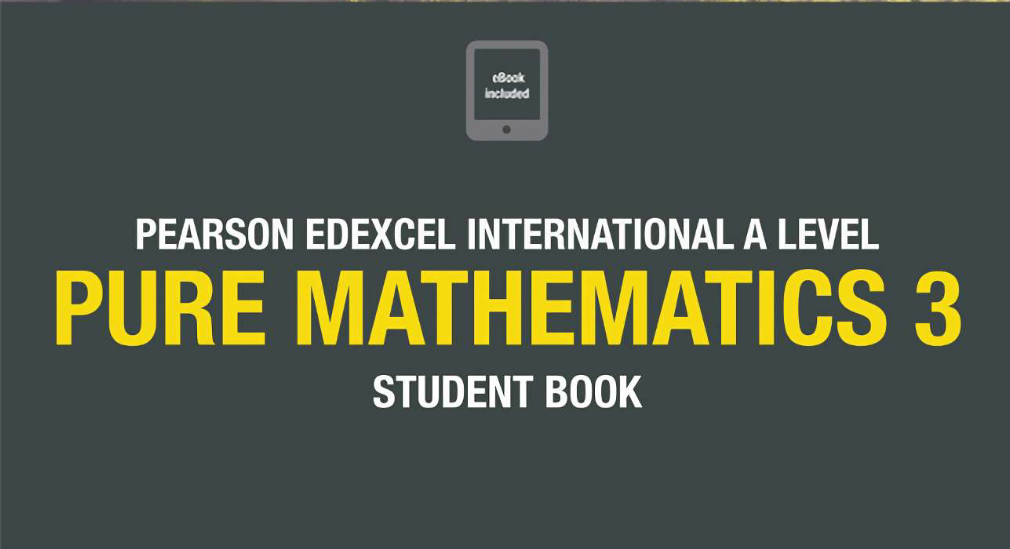 eBook
included
PEARSON EDEXCEL INTERNATIONAL A LEVEL
PURE MATHEMATICS 3
STUDENT BOOK